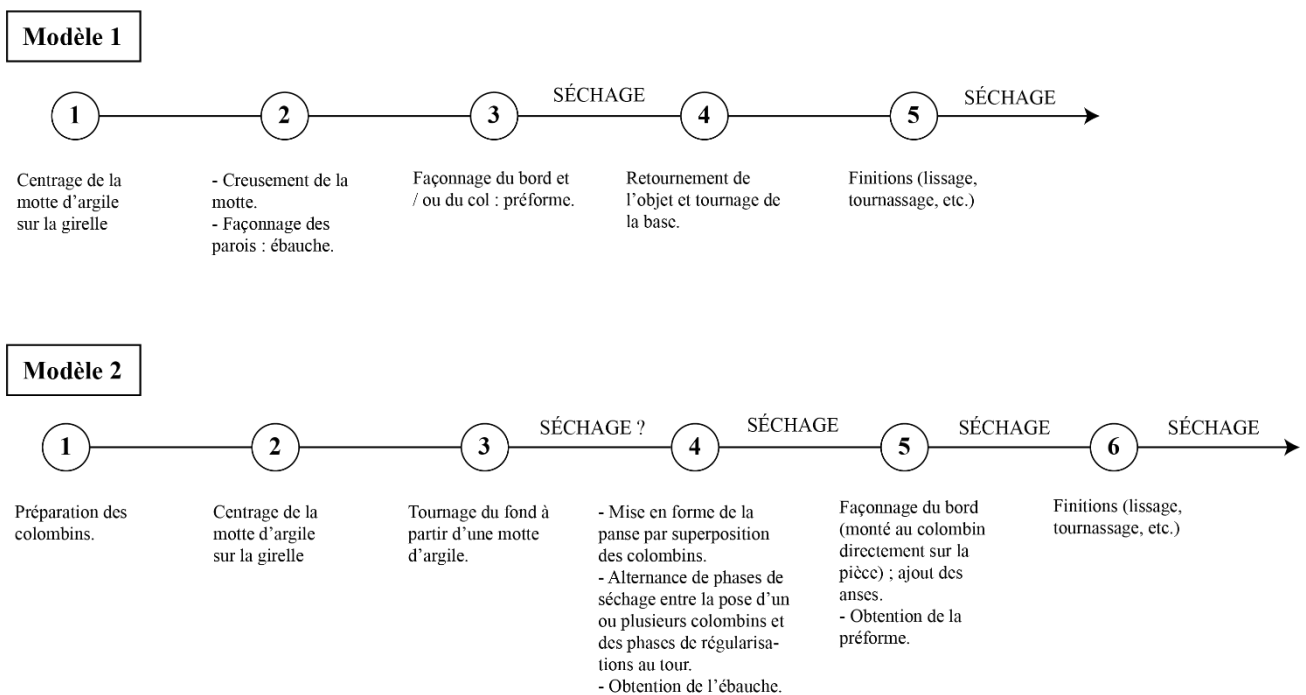 Modèle 1
SÉCHAGE
SÉCHAGE
1
2
3
4
5
Centrage de la
motte d'argile
sur la girelle
- Creusement de la
motte.
- Façonnage des
parois : ébauche.
Façonnage du bord et
/ ou du col : préforme.
Retournement de
l'objet et tournage de
la base.
Finitions (lissage,
tournassage, etc.)
Modèle 2
SÉCHAGE ?
SÉCHAGE
SÉCHAGE
SÉCHAGE
1
2
3
4
5
6
Préparation des
colombins.
Centrage de la
motte d'argile
sur la girelle
Tournage du fond à
partir d'une motte
d'argile.
- Mise en forme de la
panse par superposition
des colombins.
- Alternance de phases de
séchage entre la pose d'un
ou plusieurs colombins et
des phases de régularisa-
tions au tour.
- Obtention de l'ébauche.
Façonnage du bord
(monté au colombin
directement sur la
pièce) ; ajout des
anses.
- Obtention de la
préforme.
Finitions (lissage,
tournassage, etc.)